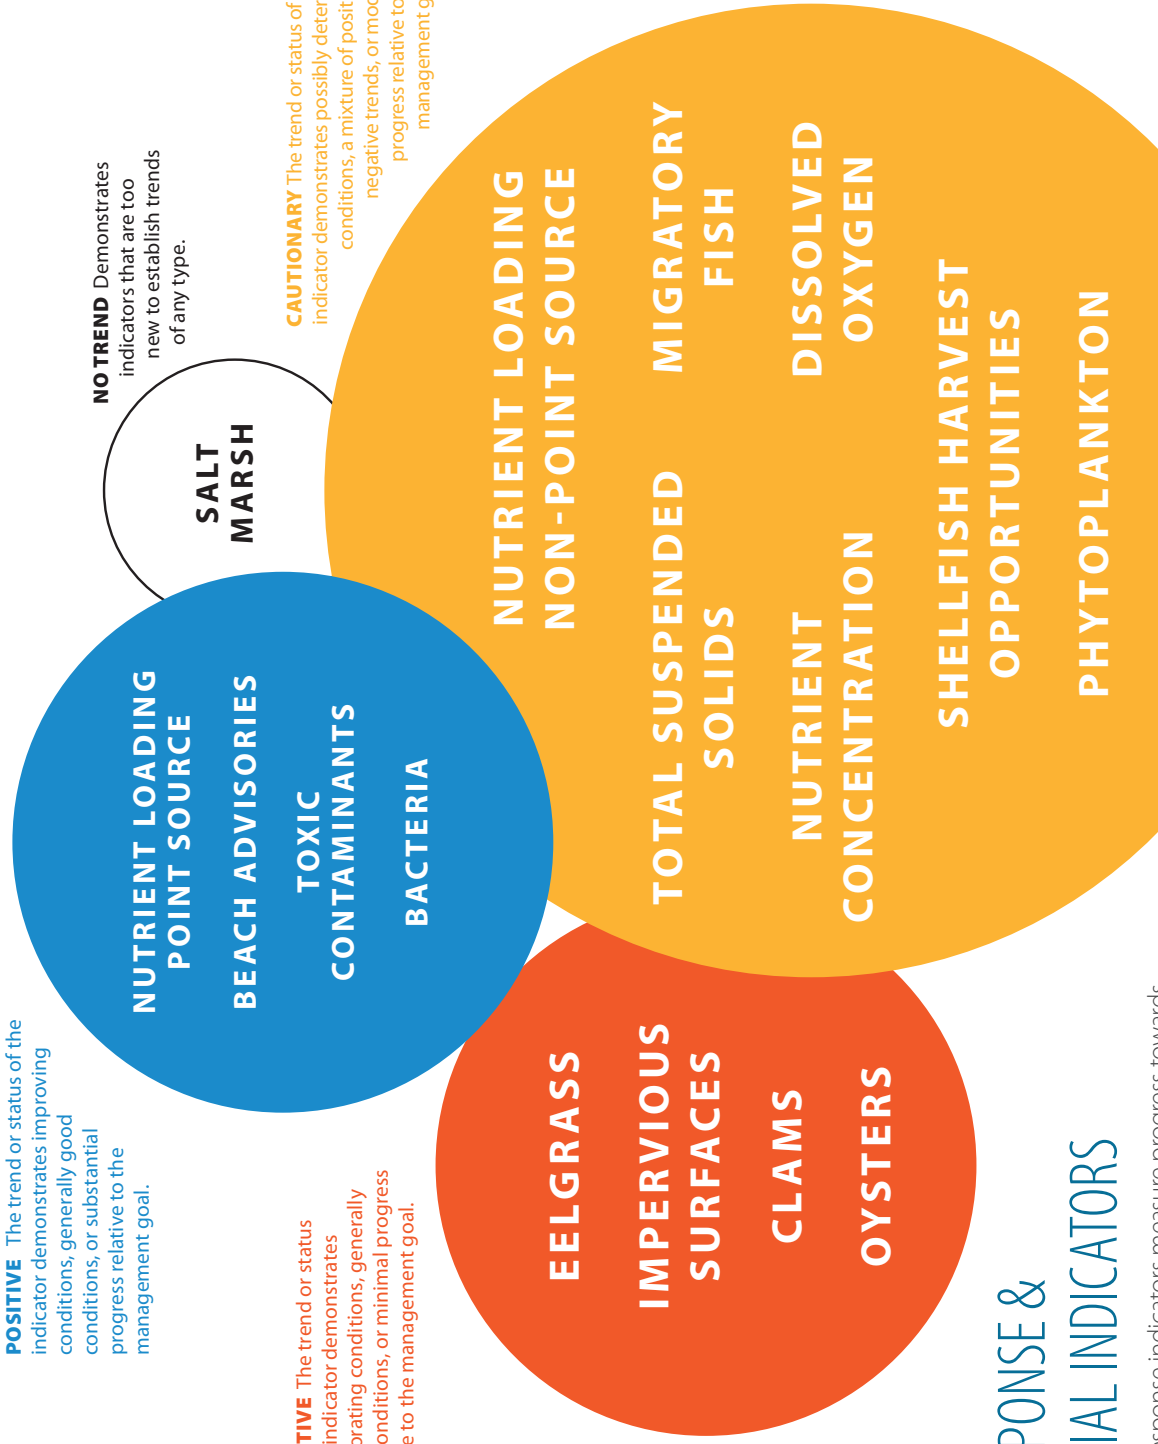 POSITIVE The trend or status of the
indicator demonstrates improving
conditions, generally good
conditions, or substantial
progress relative to the
management goal.
NO TREND Demonstrates
indicators that are too
new to establish trends
of any type.
CAUTIONARY The trend or status of
indicator demonstrates possibly
conditions, a mixture of
negative trends, or
progress relative to
management
TIVE The trend or status
indicator demonstrates
conditions, generally
or minimal progress
to the management goal.
NUTRIENT LOADING
POINT SOURCE
BEACH ADVISORIES
TOXIC
CONTAMINANTS
BACTERIA
SALT
MARSH
NUTRIENT LOADING
NON-POINT SOURCE
TOTAL SUSPENDED
SOLIDS
MIGRATORY
FISH
NUTRIENT
CONCENTRATION
DISSOLVED
OXYGEN
SHELLFISH HARVEST
OPPORTUNITIES
PHYTOPLANKTON
EELGRASS
IMPERVIOUS
SURFACES
CLAMS
OYSTERS
PONSE &
IAL INDICATORS
indicators measure progress towards